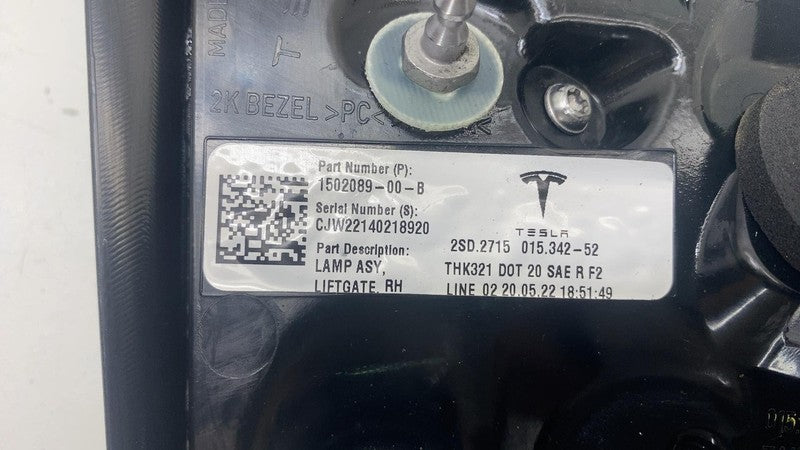 MADE
T
2K BEZEL >PC<
Part Number (P):
1502089-00-B
Serial Number (S):
CJW22140218920
Part Description:
LAMP ASY,
LIFTGATE, RH
TESLA
2SD.2715 015.342-52
THK321 DOT 20 SAE R F2
LINE 02 20.05.22 18:51:49